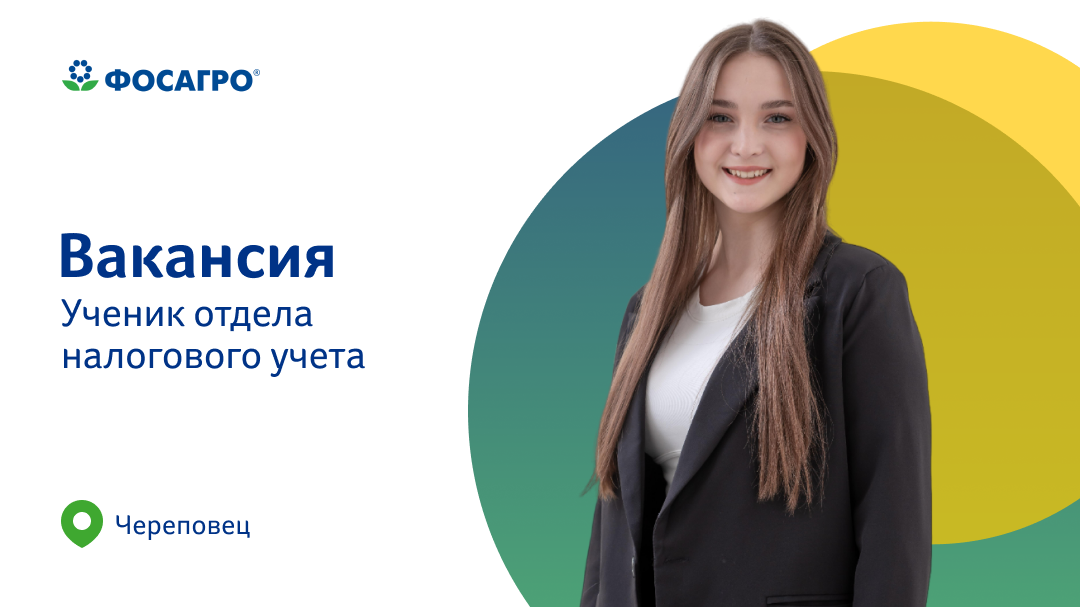 ФОСАГРО®
Вакансия
Ученик отдела
налогового учета
Череповец